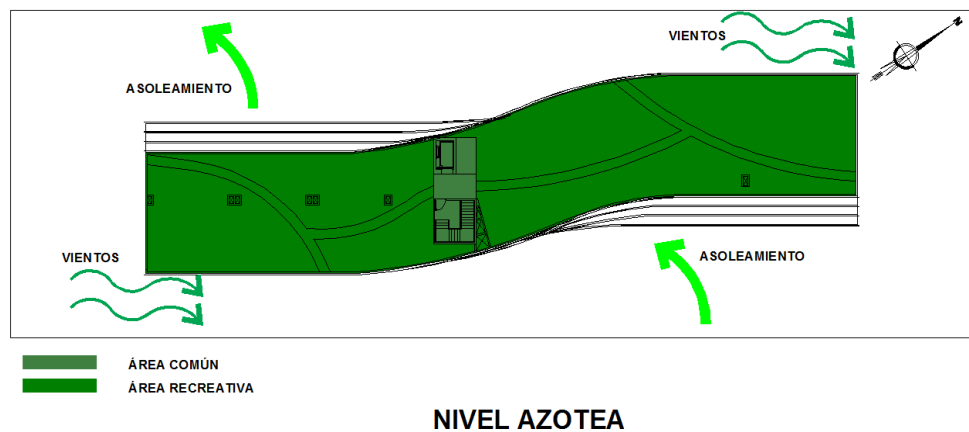 VIENTOS
N
ASOLEAMIENTO
VIENTOS
ASOLEAMIENTO
ÁREA COMÚN
ÁREA RECREATIVA
NIVEL AZOTEA